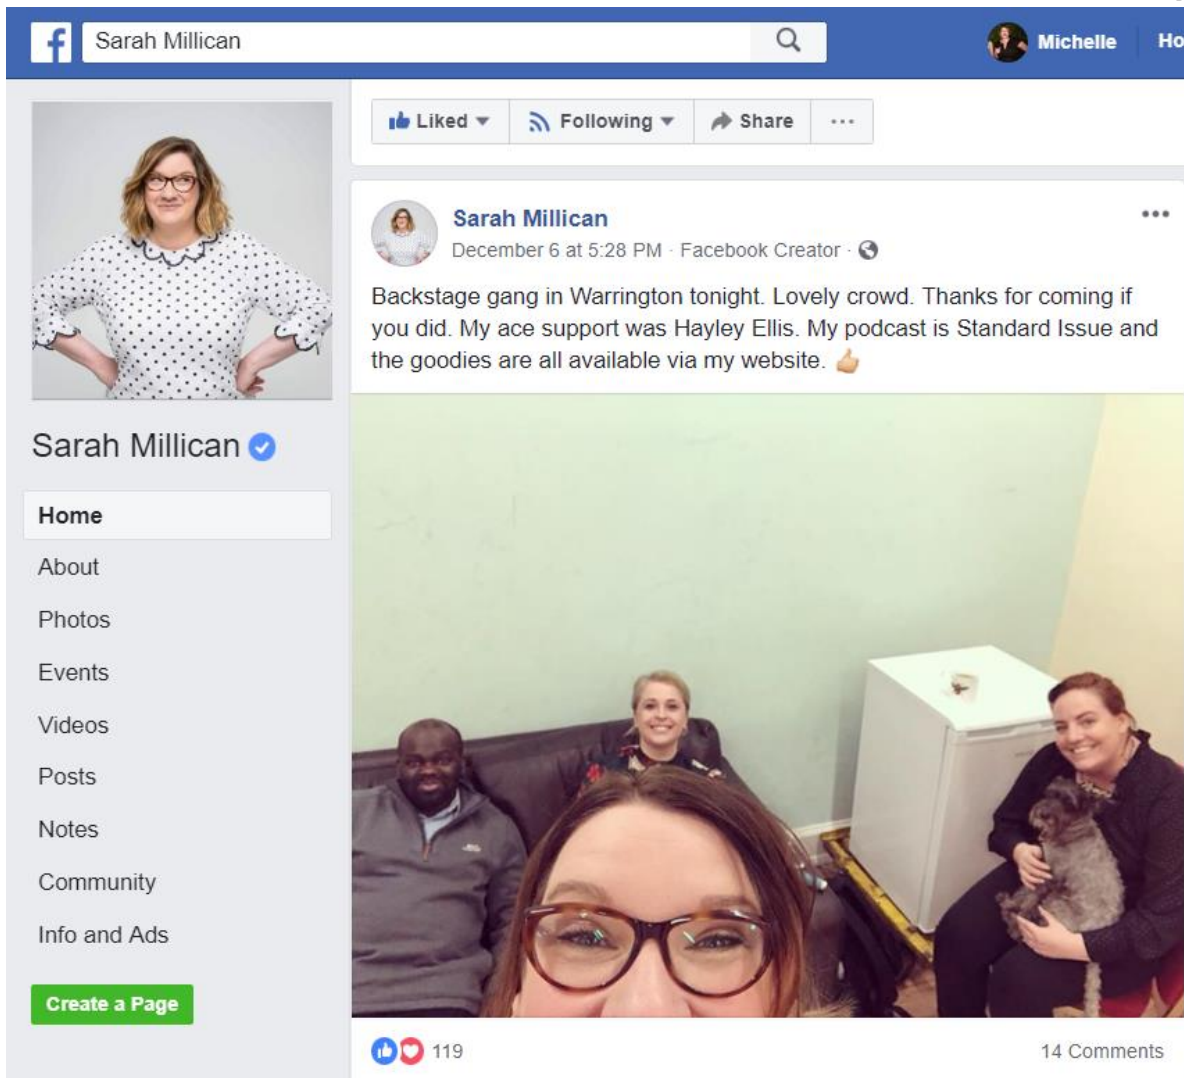 f
Sarah Millican
Michelle
Ho
Liked
Following
Share
Sarah Millican
December 6 at 5:28 PM · Facebook Creator ·
Backstage gang in Warrington tonight. Lovely crowd. Thanks for coming if
you did. My ace support was Hayley Ellis. My podcast is Standard Issue and
the goodies are all available via my website. 👍🏼
Sarah Millican
Home
About
Photos
Events
Videos
Posts
Notes
Community
Info and Ads
Create a Page
119
14 Comments